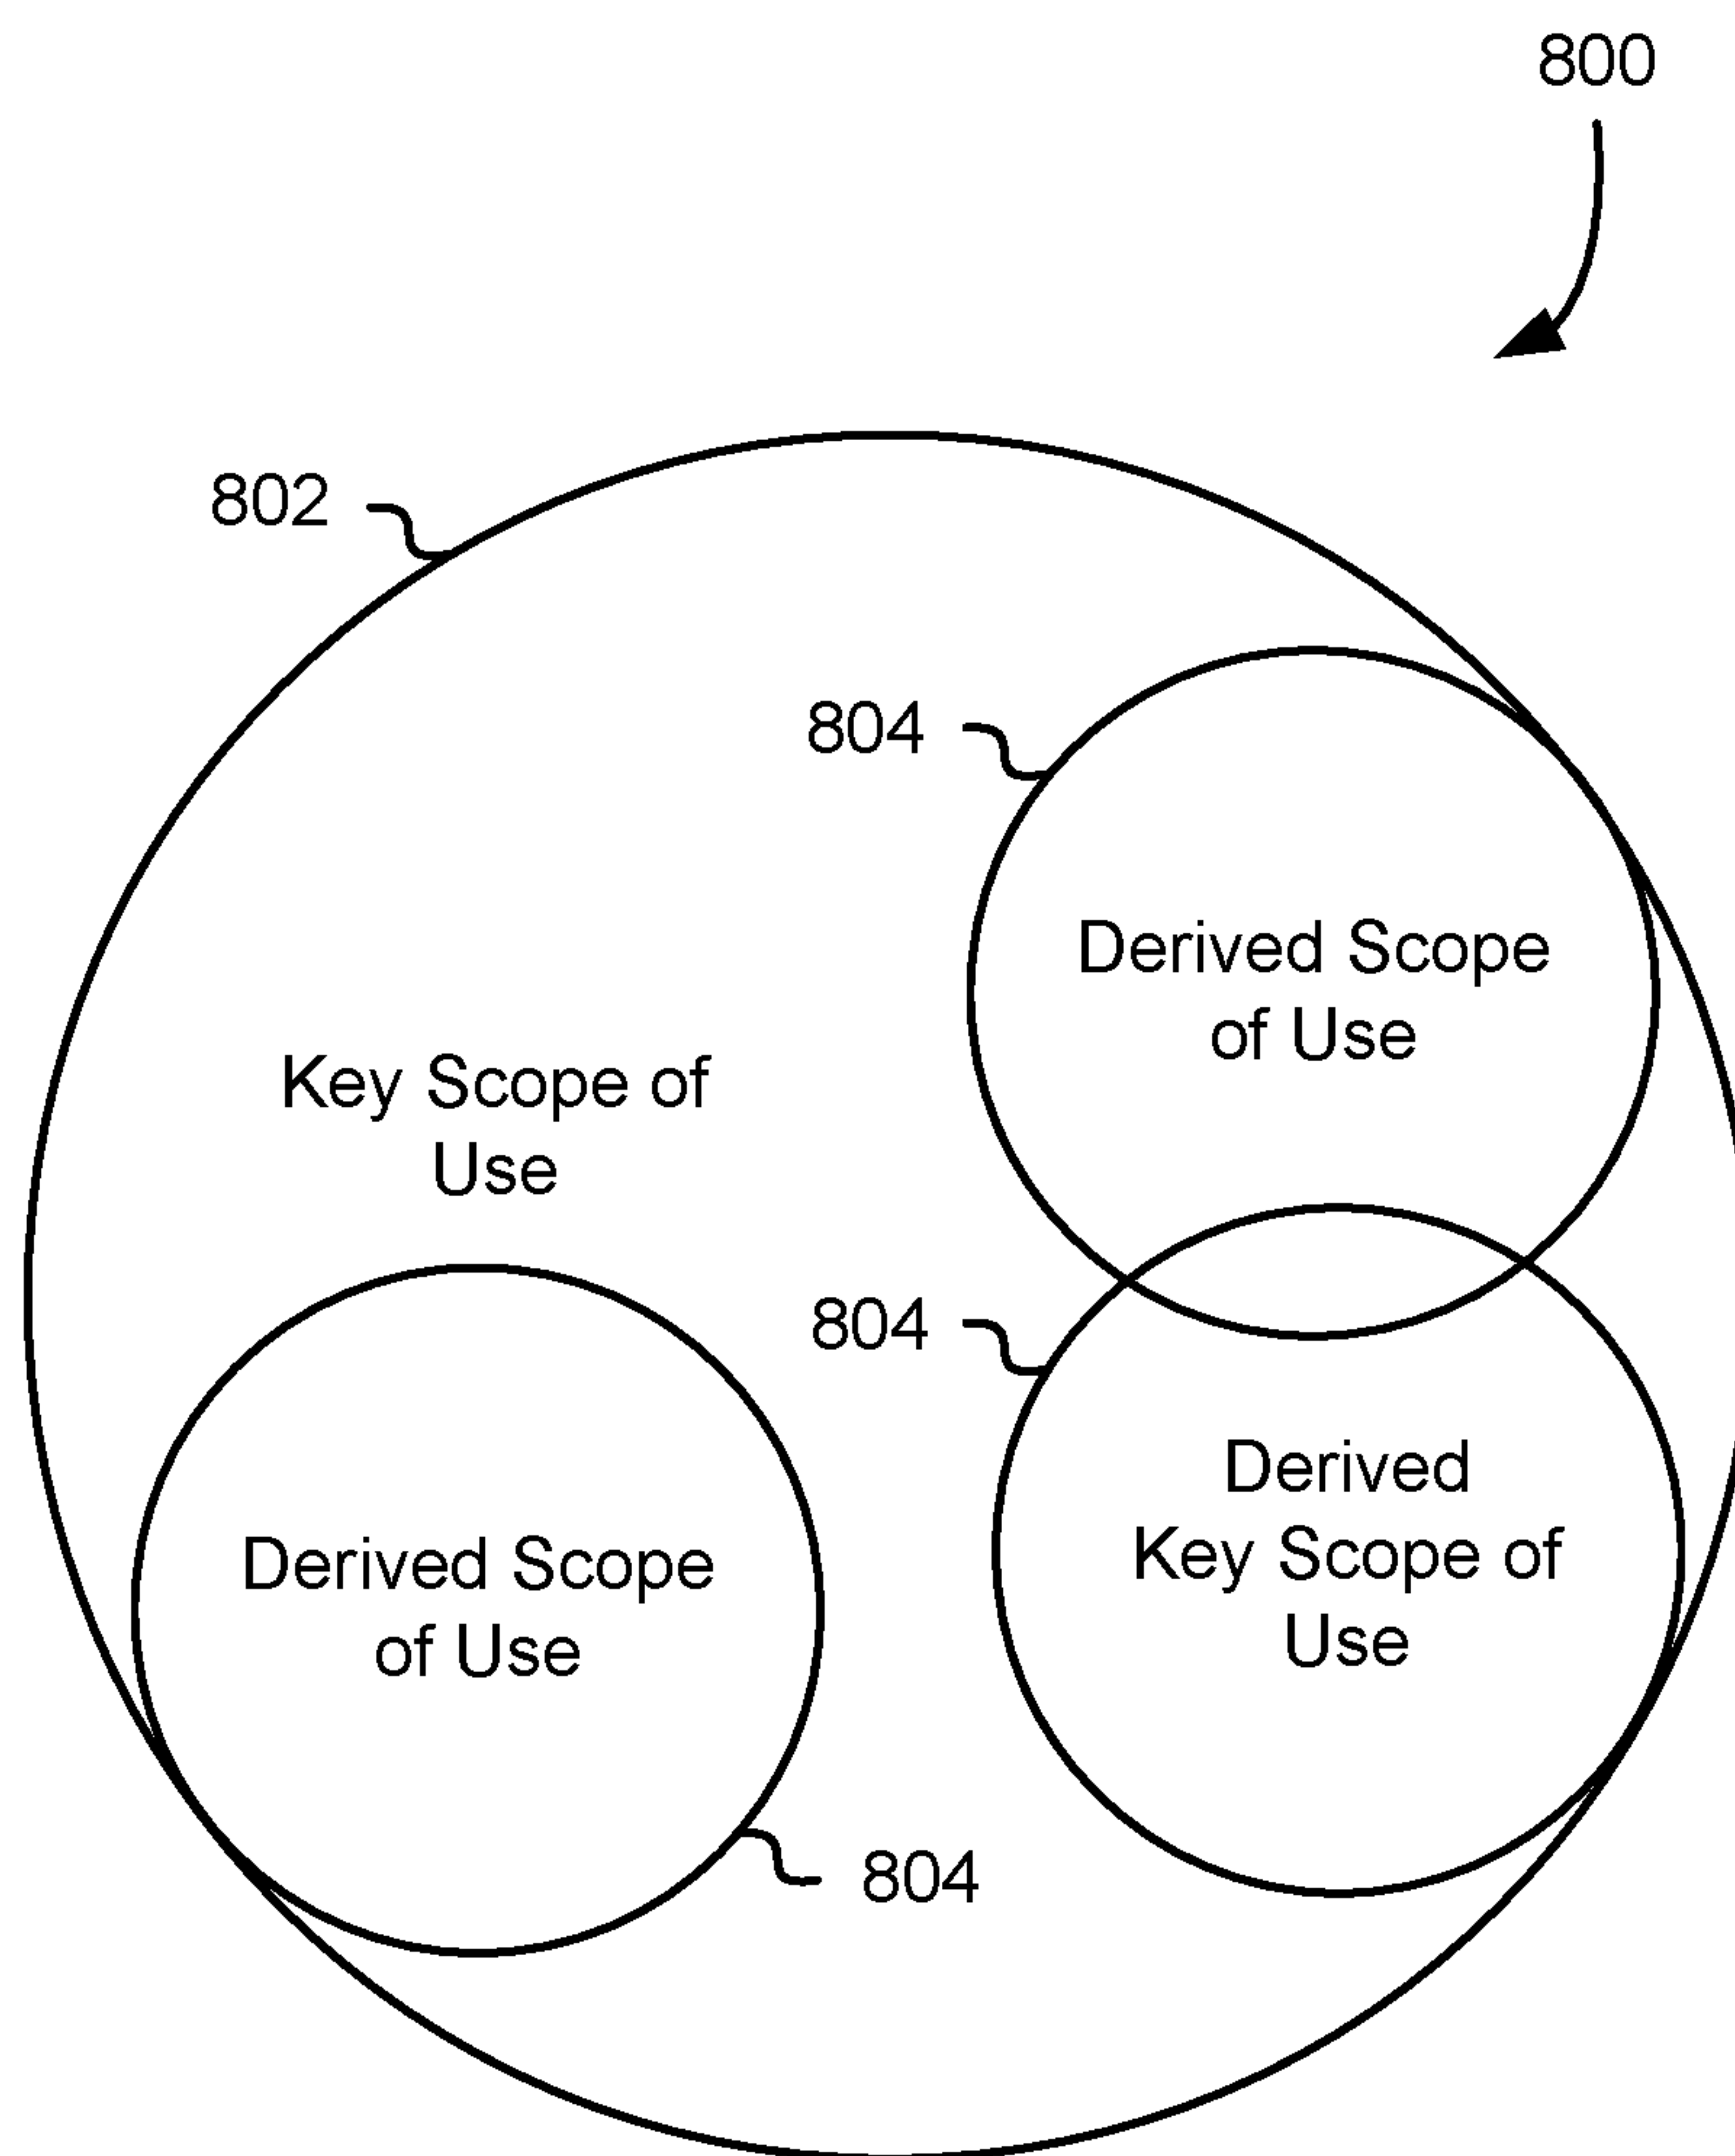 800
802
804
Derived Scope
of Use
Key Scope of
Use
804
Derived
Key Scope of
Use
Derived Scope
of Use
804